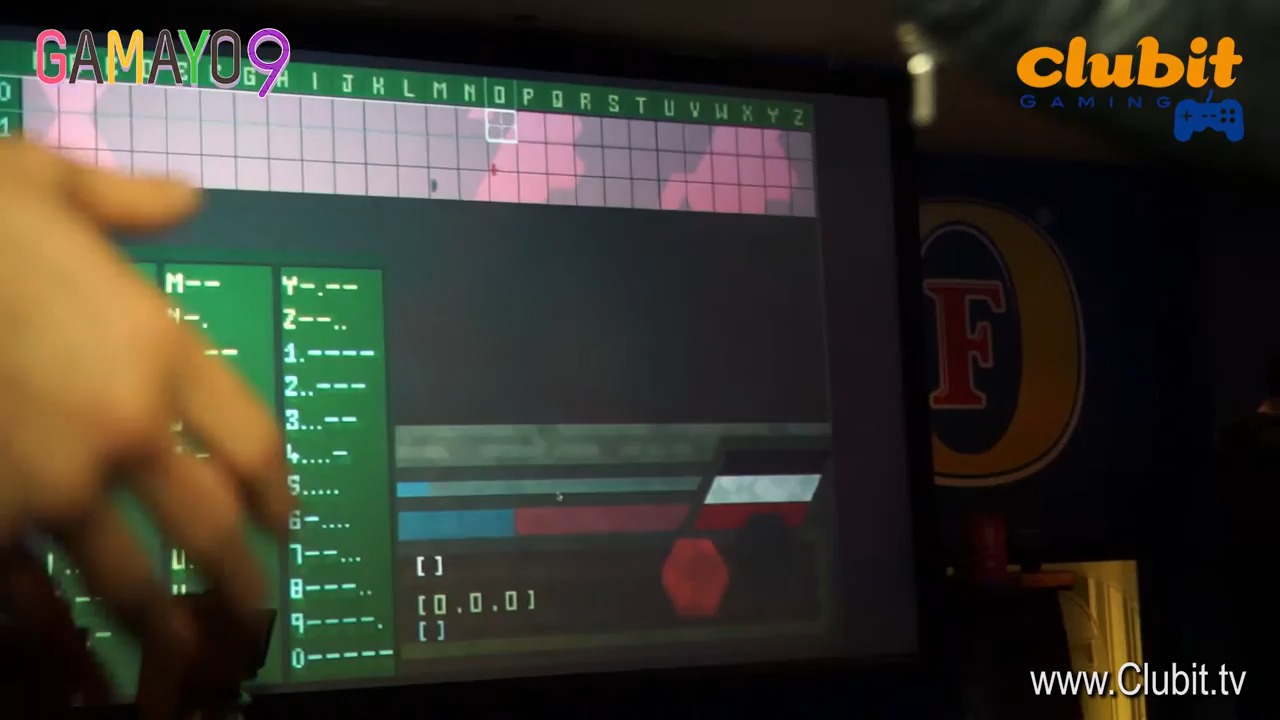 GAMAYO9
clubit
GAMING
G H I J K L M N O P Q R S T U V W X Y Z
0
1
M--
Y-.--
Z--..
1.----
2..---
3...--
4....-
5.....
6-....
7--...
8---..
9----.
0-----
[]
[0.0.0]
[]
F
www.Clubit.tv